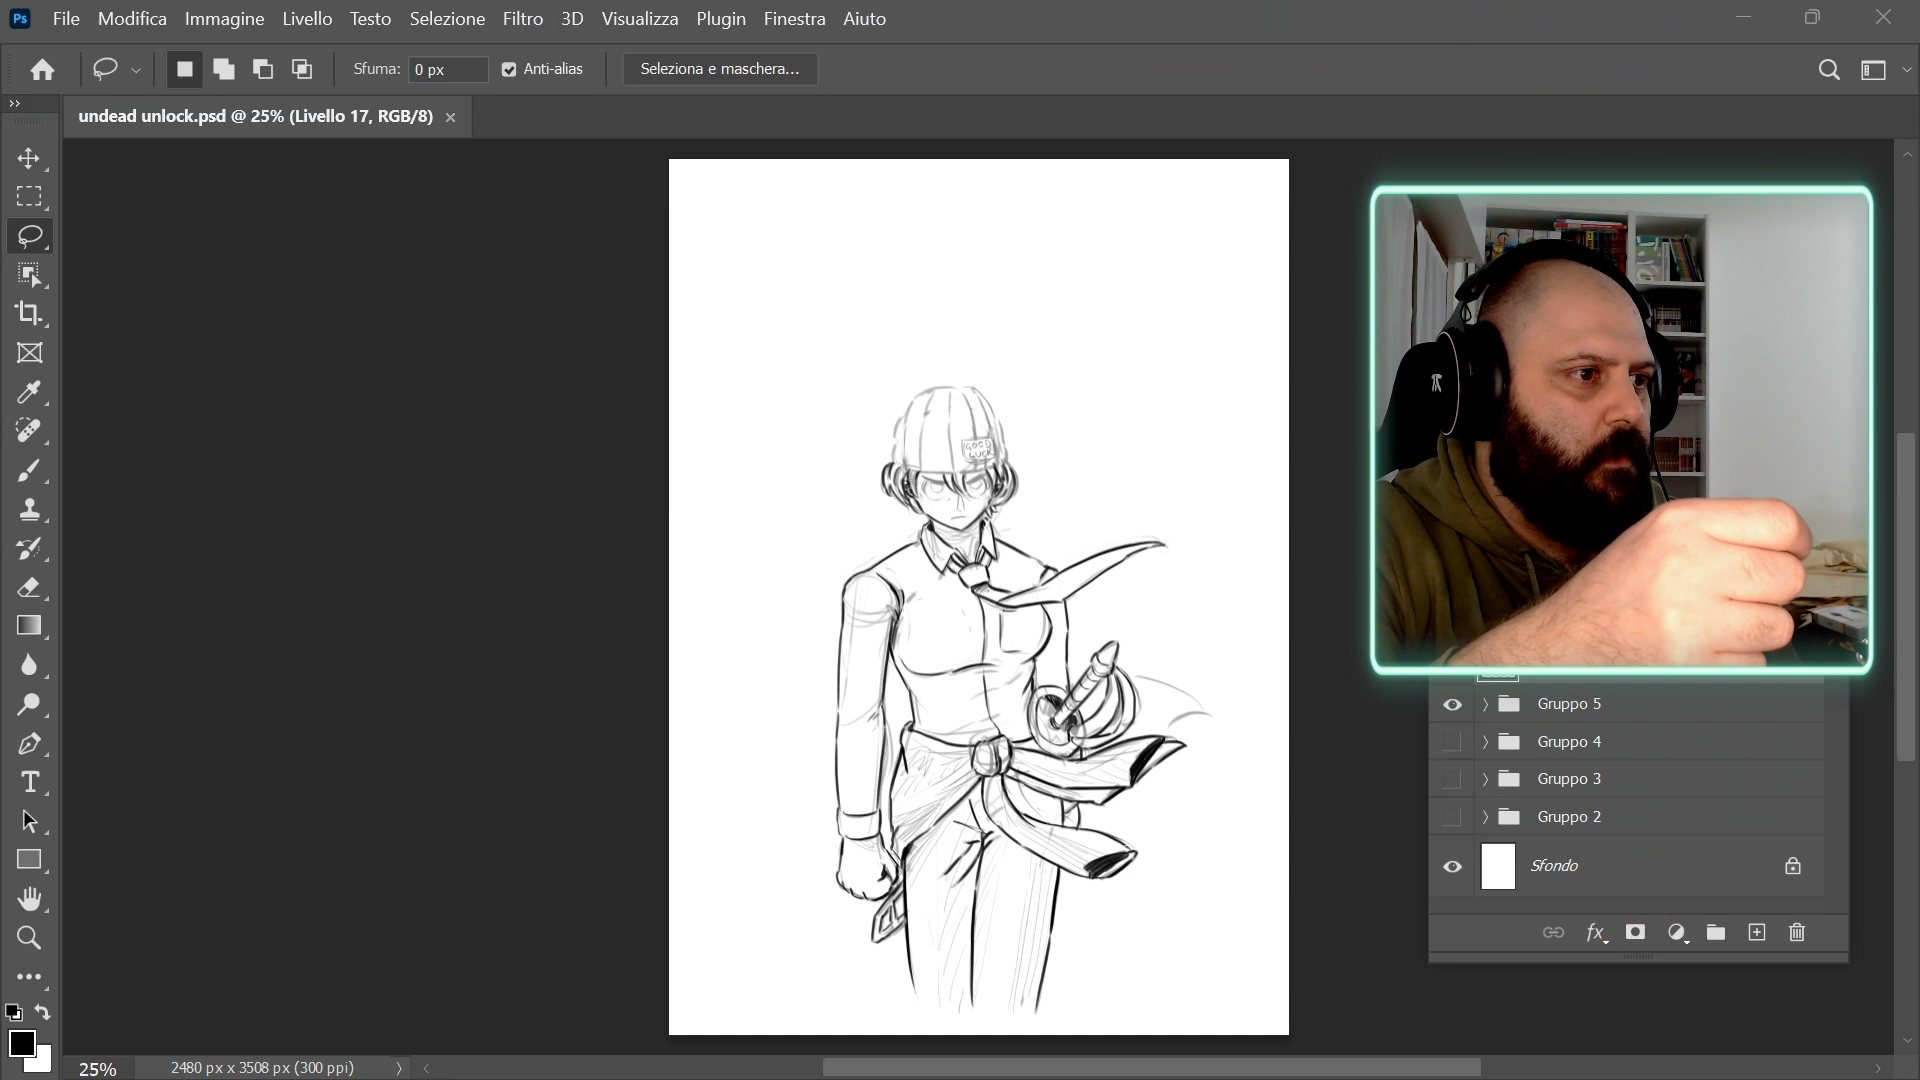 Ps File Modifica Immagine Livello Testo Selezione Filtro 3D Visualizza Plugin Finestra Aiuto
Sfuma: 0 px Anti-alias Seleziona e maschera...
undead unlock.psd @ 25% (Livello 17, RGB/8)
GOOD
LUCK
Gruppo 5
Gruppo 4
Gruppo 3
Gruppo 2
Sfondo
fx
25% 2480 px x 3508 px (300 ppi)